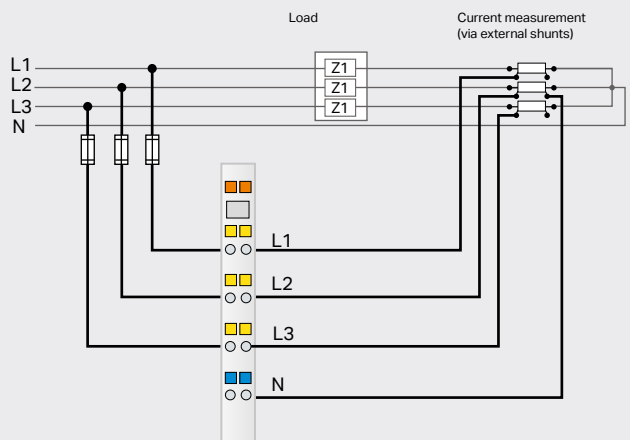 Load
Current measurement
(via external shunts)
L1
Z1
L2
Z1
L3
Z1
N
L1
L2
L3
N